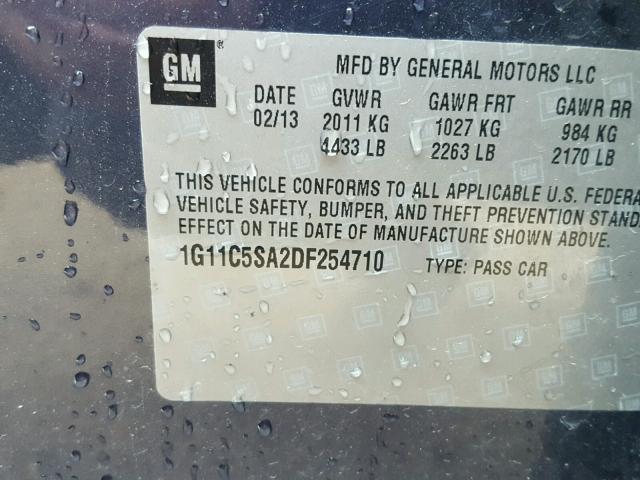 GM ®
MFD BY GENERAL MOTORS LLC
DATE GVWR GAWR FRT GAWR RR
02/13 2011 KG 1027 KG 984 KG
4433 LB 2263 LB 2170 LB
THIS VEHICLE CONFORMS TO ALL APPLICABLE U.S. FEDERA
VEHICLE SAFETY, BUMPER, AND THEFT PREVENTION STAND
EFFECT ON THE DATE OF MANUFACTURE SHOWN ABOVE.
1G11C5SA2DF254710 TYPE: PASS CAR